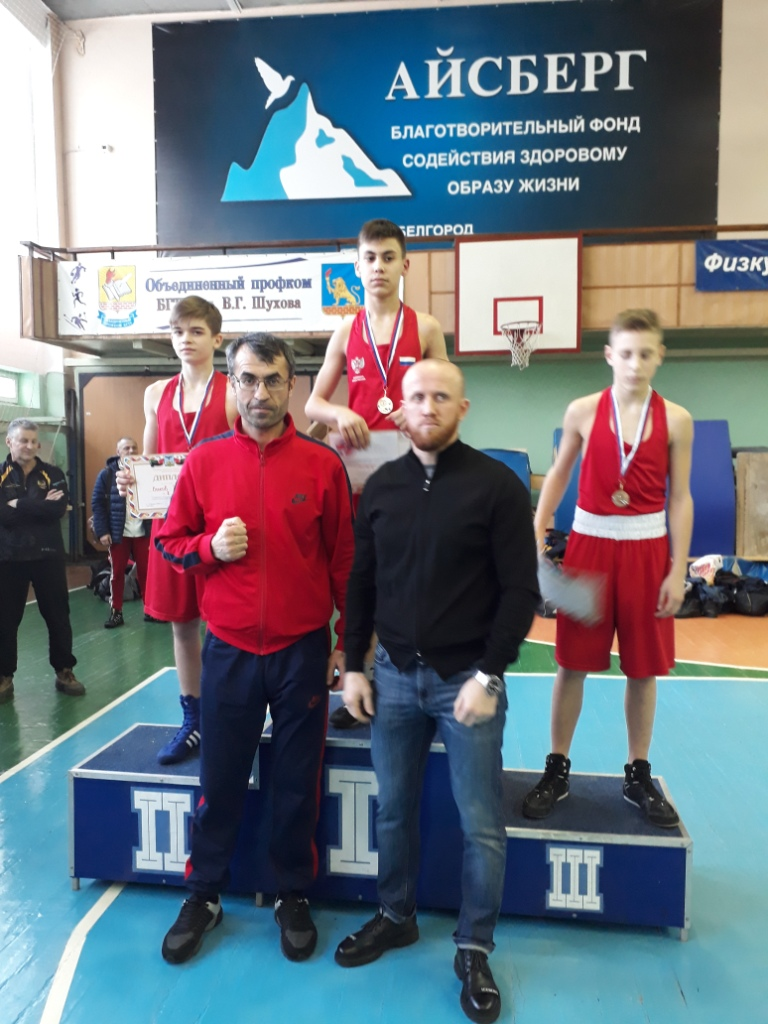 АЙСБЕРГ
БЛАГОТВОРИТЕЛЬНЫЙ ФОНД
СОДЕЙСТВИЯ ЗДОРОВОМУ
ОБРАЗУ ЖИЗНИ
БЕЛГОРОД
Объединенный профком
В.Г. Шухова
Физку
II
I
III